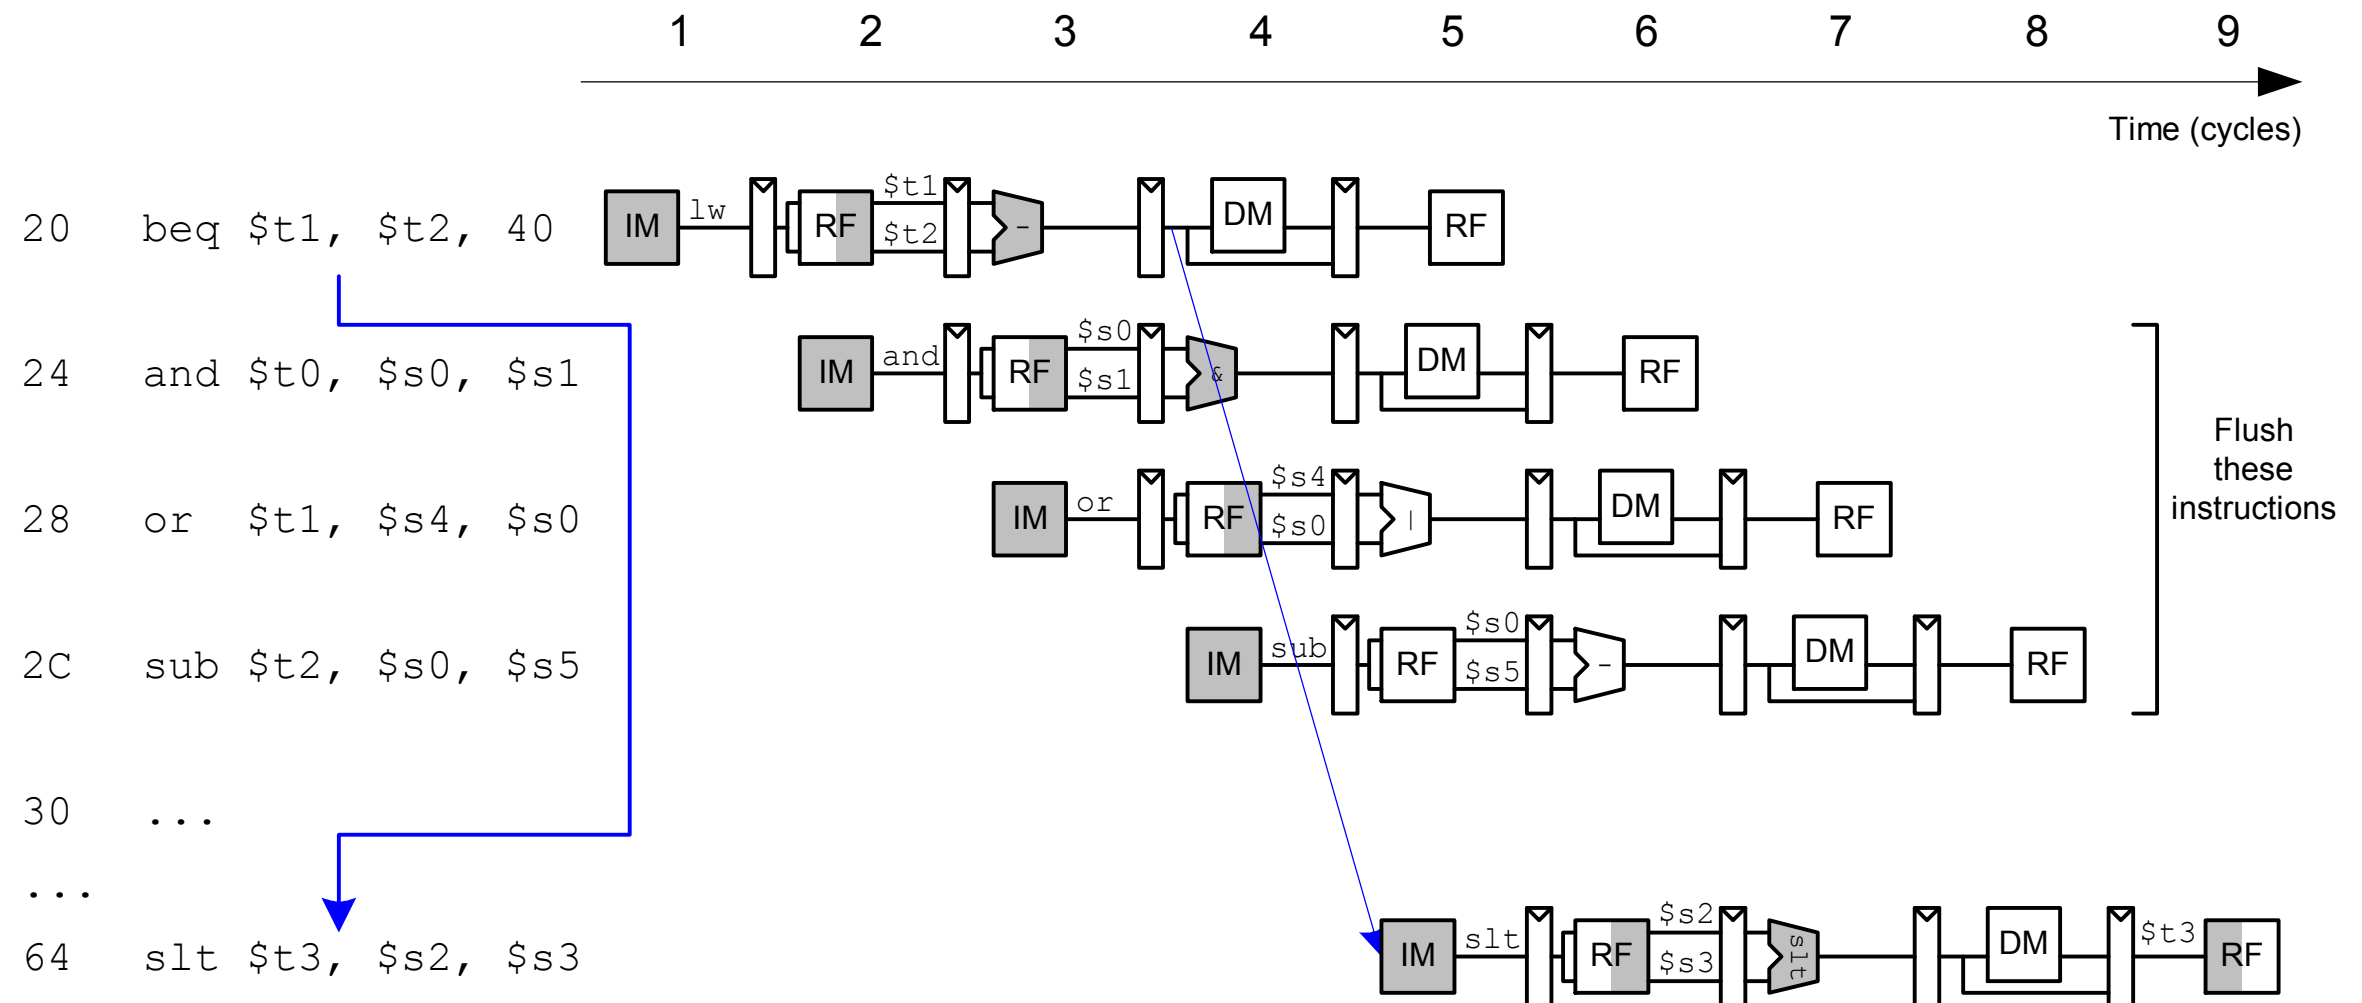 1 2 3 4 5 6 7 8 9
Time (cycles)
20 beq $t1, $t2, 40 IM lw RF $t1 $t2 - DM RF
24 and $t0, $s0, $s1 IM and RF $s0 $s1 & DM RF
28 or $t1, $s4, $s0 IM or RF $s4 $s0 | DM RF
2C sub $t2, $s0, $s5 IM sub RF $s0 $s5 - DM RF
Flush
these
instructions
30 ...
...
64 slt $t3, $s2, $s3 IM slt RF $s2 $s3 slt DM $t3 RF